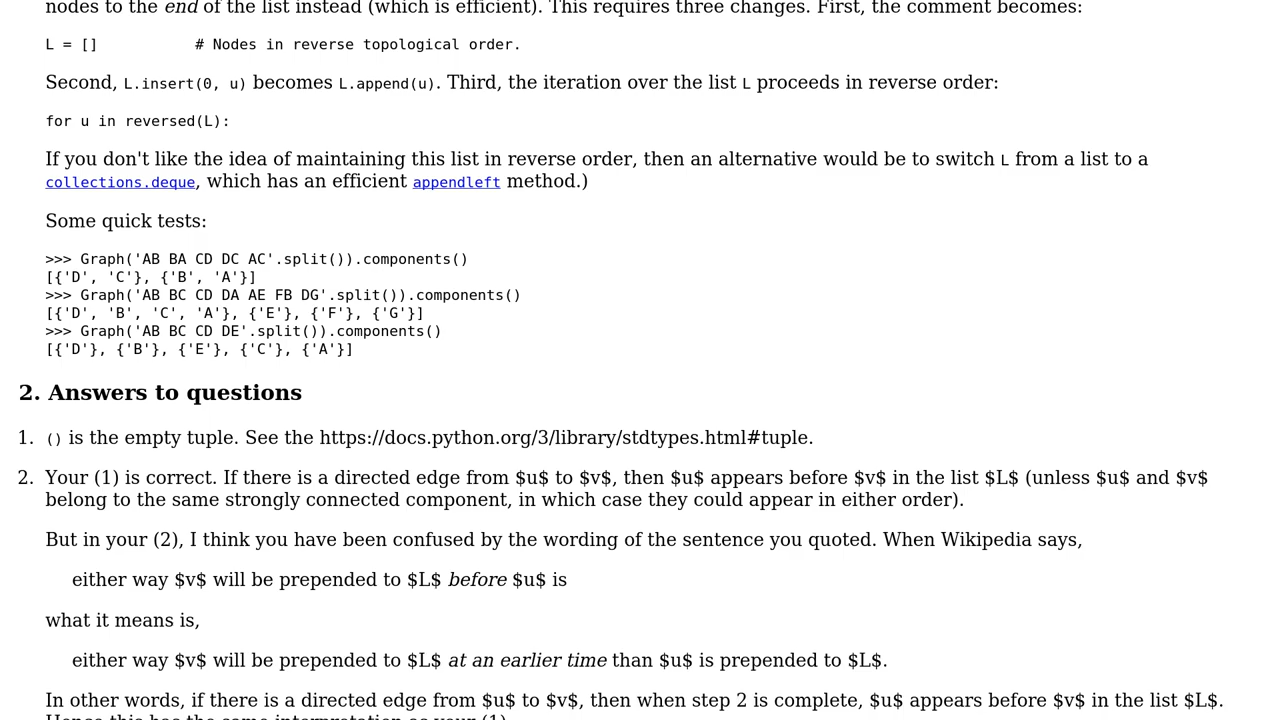 nodes to the end of the list instead (which is efficient). This requires three changes. First, the comment becomes:
L = []           # Nodes in reverse topological order.
Second, L.insert(0, u) becomes L.append(u). Third, the iteration over the list L proceeds in reverse order:
for u in reversed(L):
If you don't like the idea of maintaining this list in reverse order, then an alternative would be to switch L from a list to a
collections.deque, which has an efficient appendleft method.)
Some quick tests:
>>> Graph('AB BA CD DC AC'.split()).components()
[{'D', 'C'}, {'B', 'A'}]
>>> Graph('AB BC CD DA AE FB DG'.split()).components()
[{'D', 'B', 'C', 'A'}, {'E'}, {'F'}, {'G'}]
>>> Graph('AB BC CD DE'.split()).components()
[{'D'}, {'B'}, {'E'}, {'C'}, {'A'}]
2. Answers to questions
1. () is the empty tuple. See the https://docs.python.org/3/library/stdtypes.html#tuple.
2. Your (1) is correct. If there is a directed edge from $u$ to $v$, then $u$ appears before $v$ in the list $L$ (unless $u$ and $v$
belong to the same strongly connected component, in which case they could appear in either order).
But in your (2), I think you have been confused by the wording of the sentence you quoted. When Wikipedia says,
either way $v$ will be prepended to $L$ before $u$ is
what it means is,
either way $v$ will be prepended to $L$ at an earlier time than $u$ is prepended to $L$.
In other words, if there is a directed edge from $u$ to $v$, then when step 2 is complete, $u$ appears before $v$ in the list $L$.
Hence this has the same interpretation as your (1).